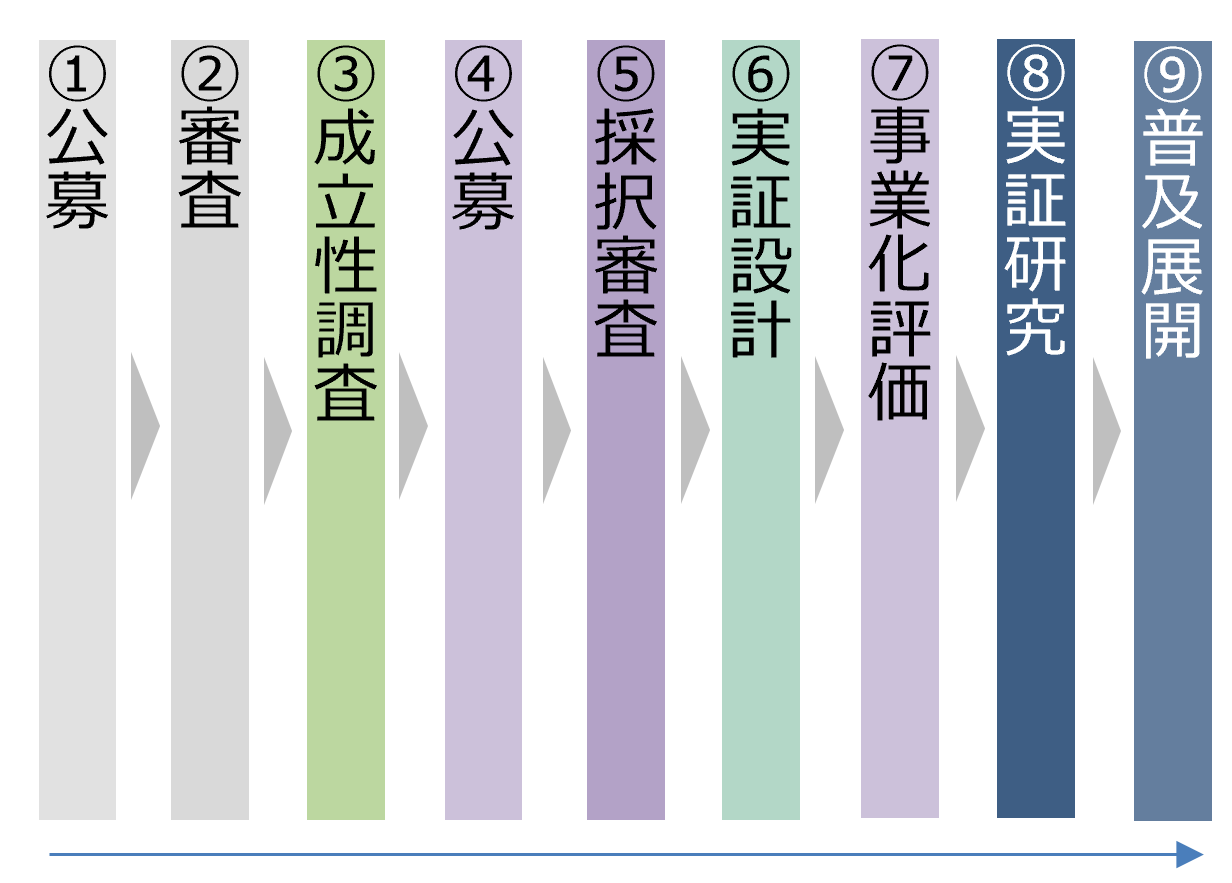 ①公募
②審査
③成立性調査
④公募
⑤採択審査
⑥実証設計
⑦事業化評価
⑧実証研究
⑨普及展開